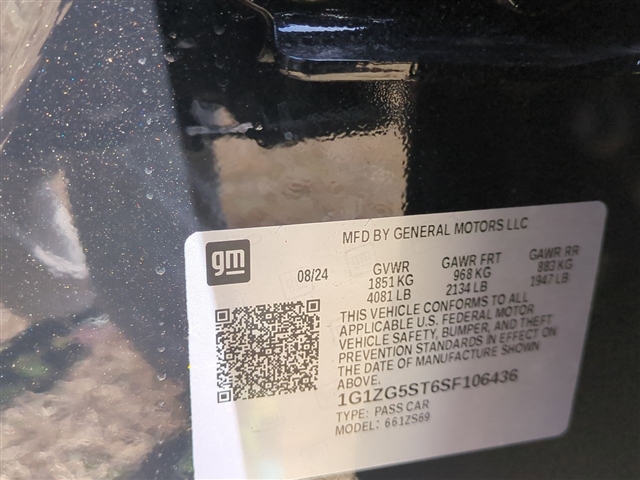 gm
MFD BY GENERAL MOTORS LLC
08/24 GVWR GAWR FRT GAWR RR
1851 KG 968 KG 883 KG
4081 LB 2134 LB 1947 LB
THIS VEHICLE CONFORMS TO ALL
APPLICABLE U.S. FEDERAL MOTOR
VEHICLE SAFETY, BUMPER, AND THEFT
PREVENTION STANDARDS IN EFFECT ON
THE DATE OF MANUFACTURE SHOWN
ABOVE.
1G1ZG5ST6SF106436
TYPE: PASS CAR
MODEL: 661ZS69